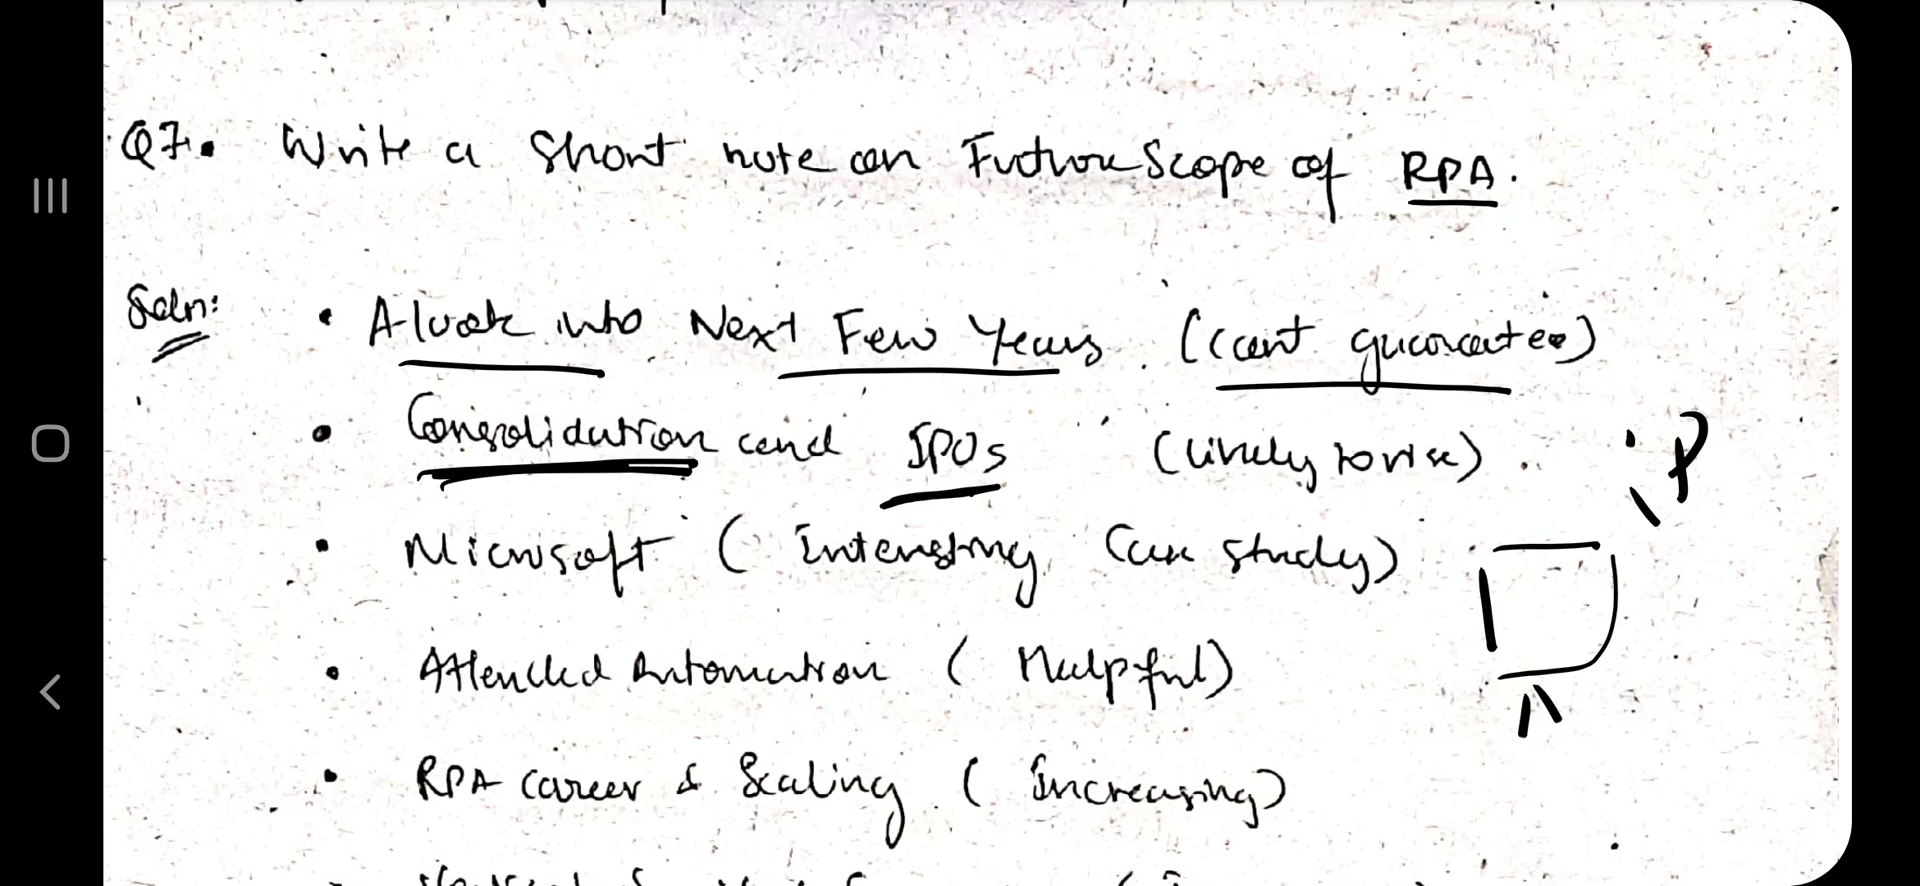 Q7. Write a Short note on Future Scope of RPA.
Soln:
• A look into Next Few Years (cant guarantee)
• Consolidation and IPOs (likely to rise)
• Microsoft (Interesting Case study)
• Attended Automation (Helpful)
• RPA career & Scaling (Increasing)